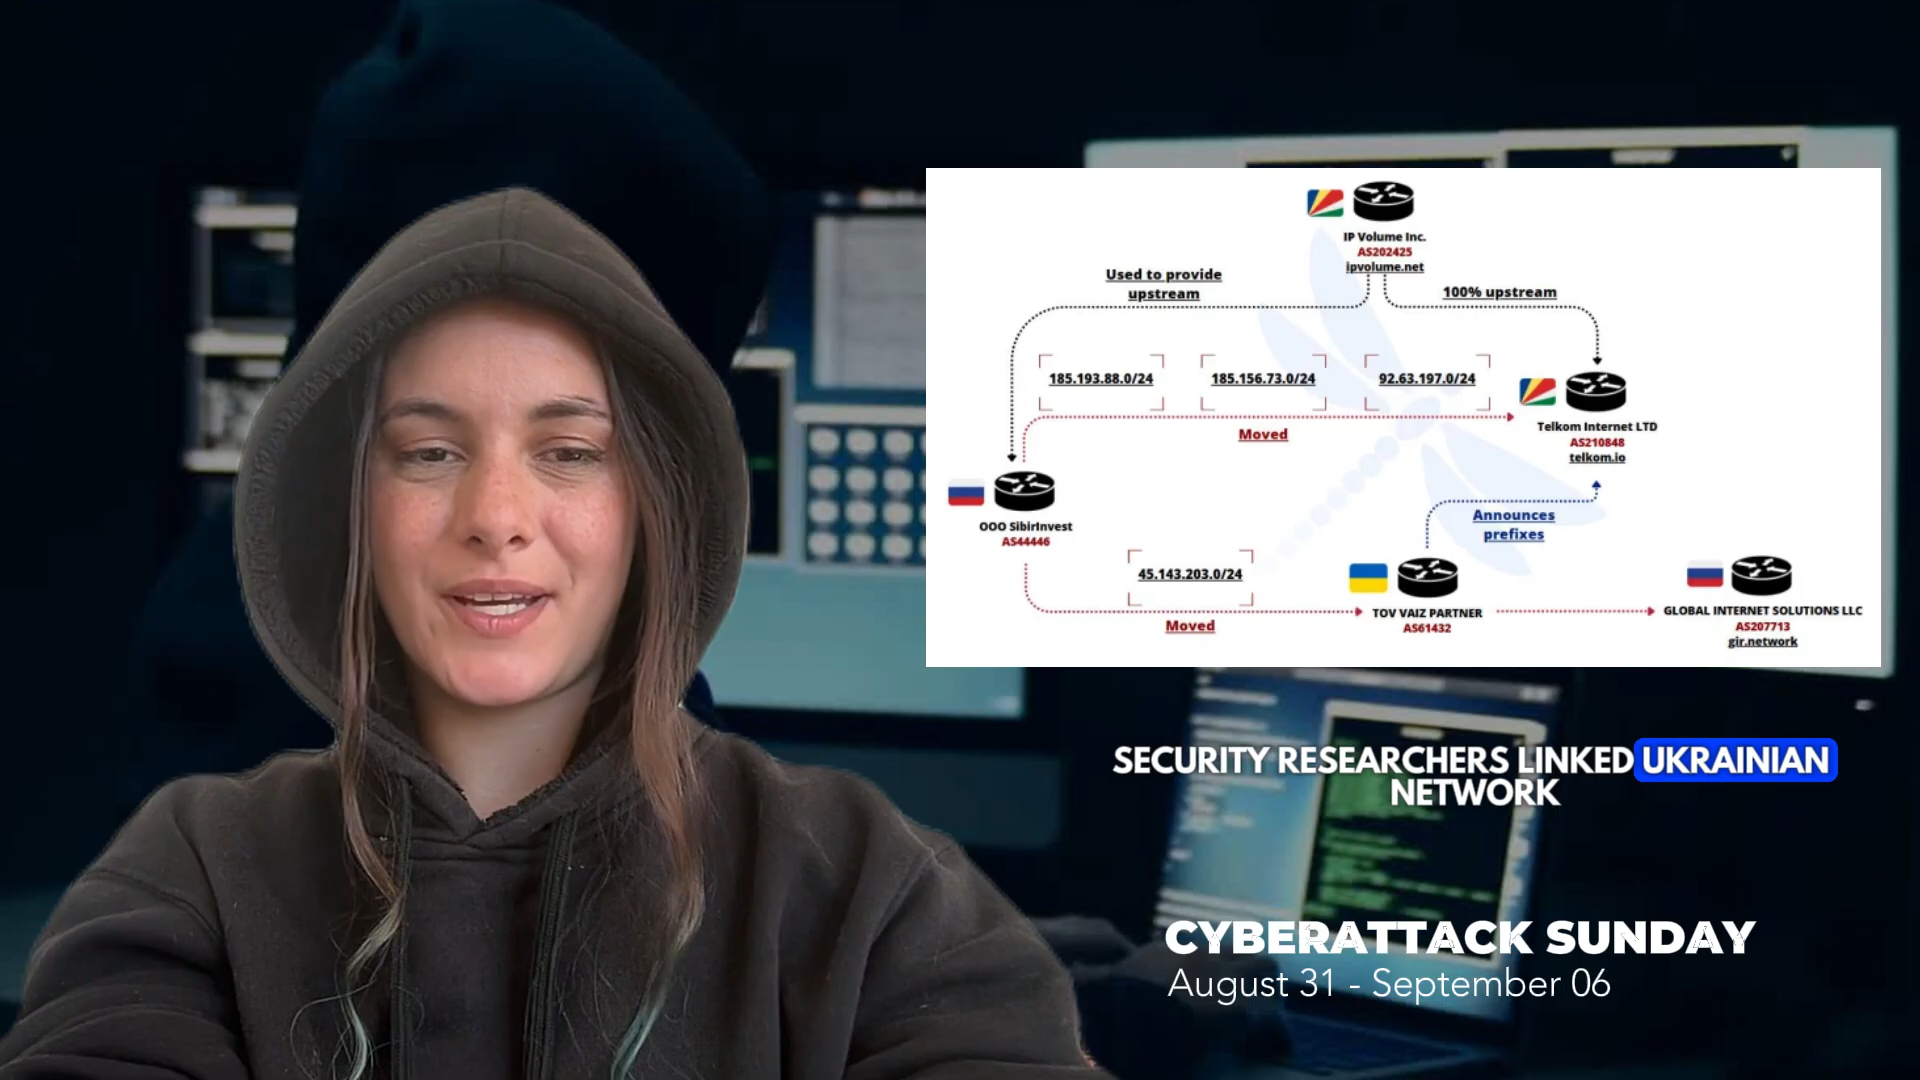 IP Volume Inc.
AS202425
ipvolume.net
Used to provide
upstream
100% upstream
185.193.88.0/24
185.156.73.0/24
92.63.197.0/24
Moved
Telkom Internet LTD
AS210848
telkom.io
OOO SibirInvest
AS44446
Announces
prefixes
45.143.203.0/24
Moved
TOV VAIZ PARTNER
AS61432
GLOBAL INTERNET SOLUTIONS LLC
AS207713
gir.network
SECURITY RESEARCHERS LINKED UKRAINIAN
NETWORK
CYBERATTACK SUNDAY
August 31 - September 06